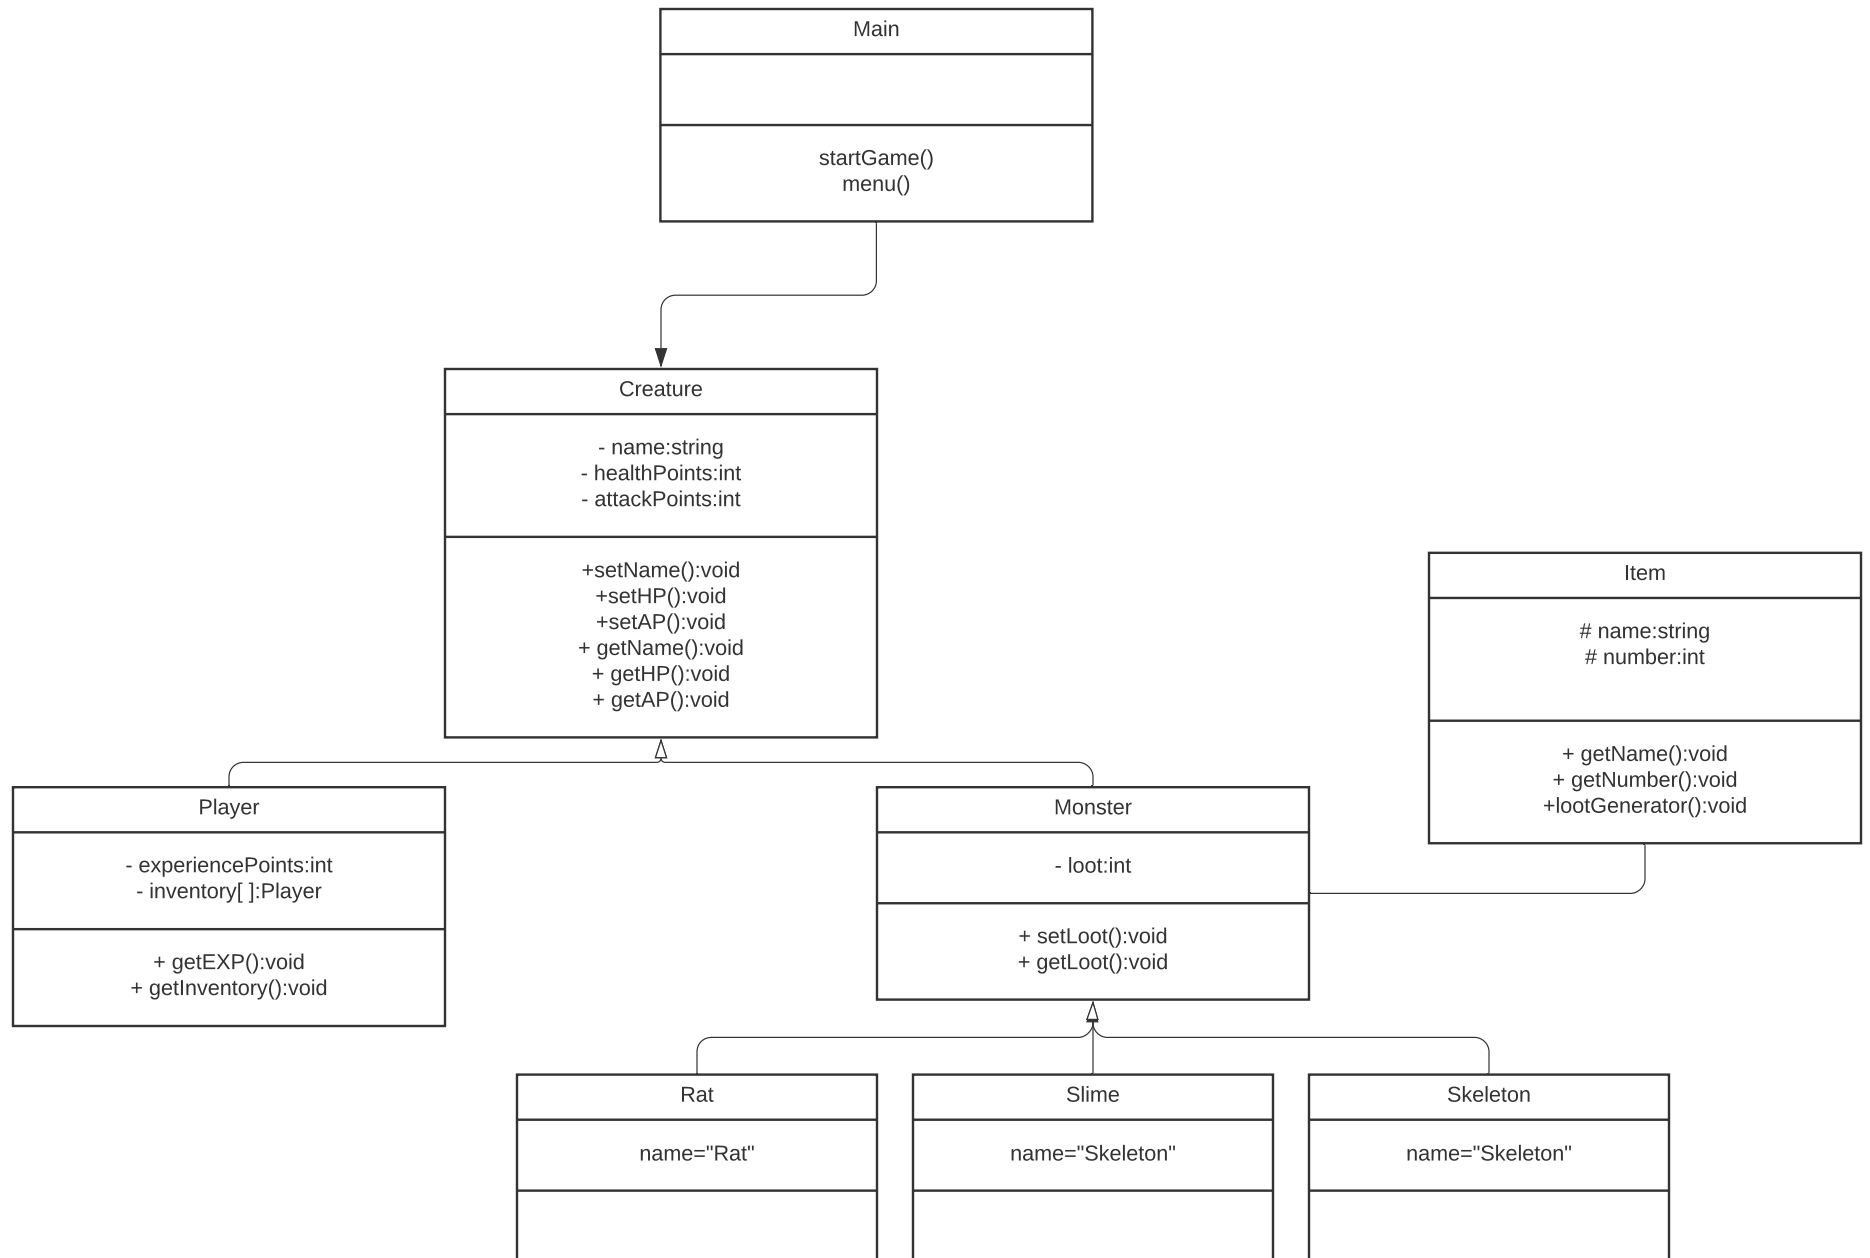 Main
startGame()
menu()
Creature
- name:string
- healthPoints:int
- attackPoints:int
+setName():void
+setHP():void
+setAP():void
+ getName():void
+ getHP():void
+ getAP():void
Item
# name:string
# number:int
+ getName():void
+ getNumber():void
+lootGenerator():void
Player
- experiencePoints:int
- inventory[ ]:Player
+ getEXP():void
+ getInventory():void
Monster
- loot:int
+ setLoot():void
+ getLoot():void
Rat
name="Rat"
Slime
name="Skeleton"
Skeleton
name="Skeleton"